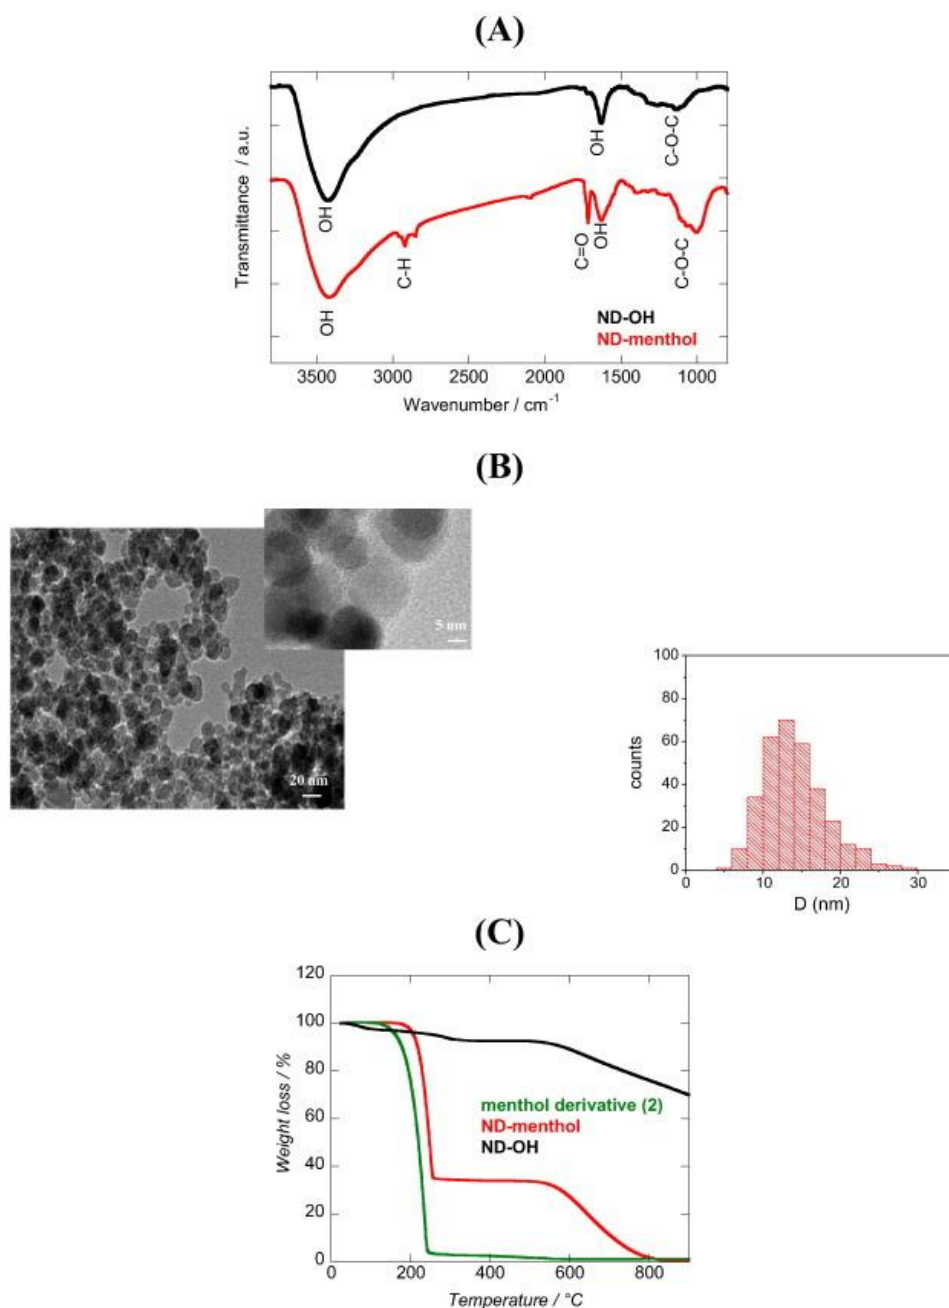 (A)
Transmittance / a.u.
OH
C-O-C
OH
C-H
C=O
OH
C-O-C
OH
ND-OH
ND-menthol
3500 3000 2500 2000 1500 1000
Wavenumber / cm⁻¹
(B)
5 nm
20 nm
100
80
60
40
20
0
counts
0 10 20 30
D (nm)
(C)
120
100
80
60
40
20
0
Weight loss / %
menthol derivative (2)
ND-menthol
ND-OH
0 200 400 600 800
Temperature / °C